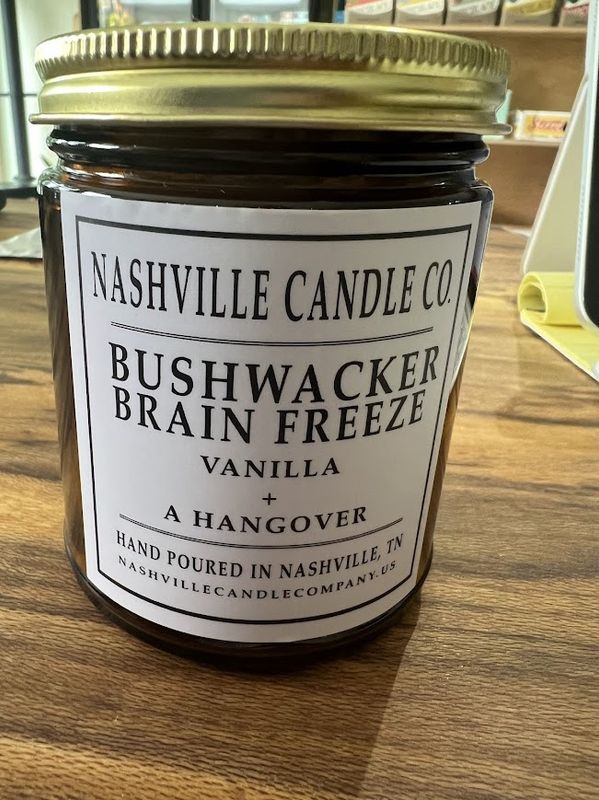 NASHVILLE CANDLE CO.
BUSHWACKER
BRAIN FREEZE
VANILLA
+
A HANGOVER
HAND POURED IN NASHVILLE, TN
NASHVILLECANDLECOMPANY.US